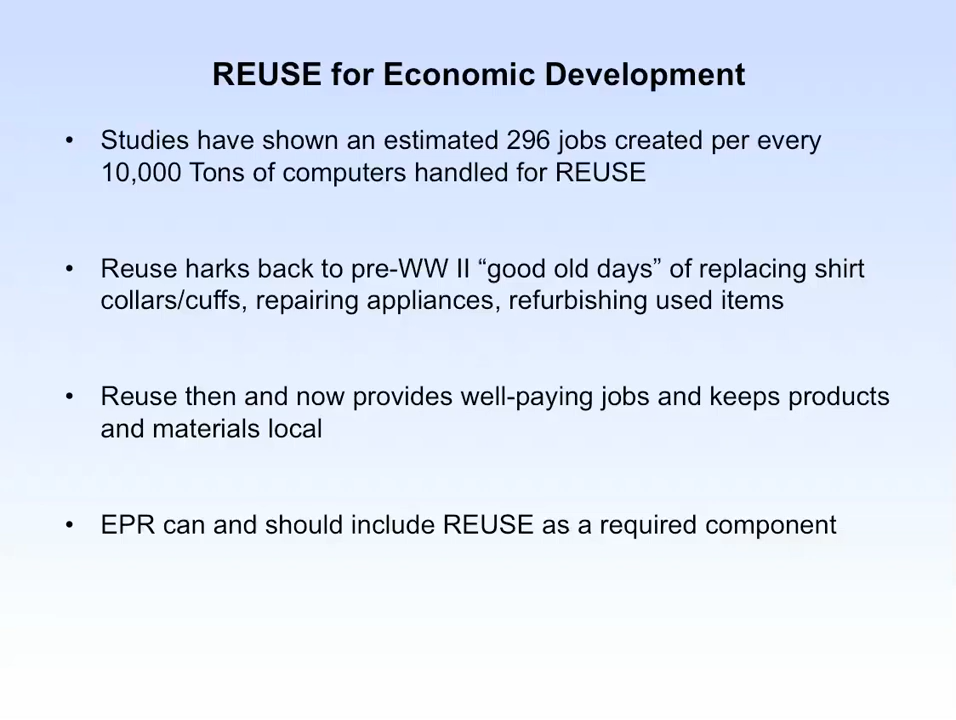 REUSE for Economic Development
• Studies have shown an estimated 296 jobs created per every
10,000 Tons of computers handled for REUSE
• Reuse harks back to pre-WW II “good old days” of replacing shirt
collars/cuffs, repairing appliances, refurbishing used items
• Reuse then and now provides well-paying jobs and keeps products
and materials local
• EPR can and should include REUSE as a required component